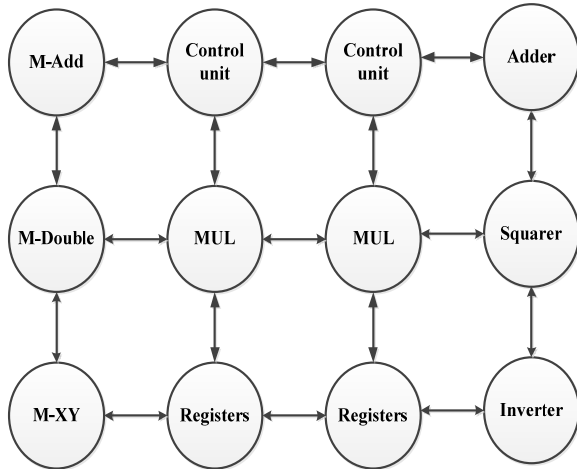 M-Add
Control
unit
Control
unit
Adder
M-Double
MUL
MUL
Squarer
M-XY
Registers
Registers
Inverter